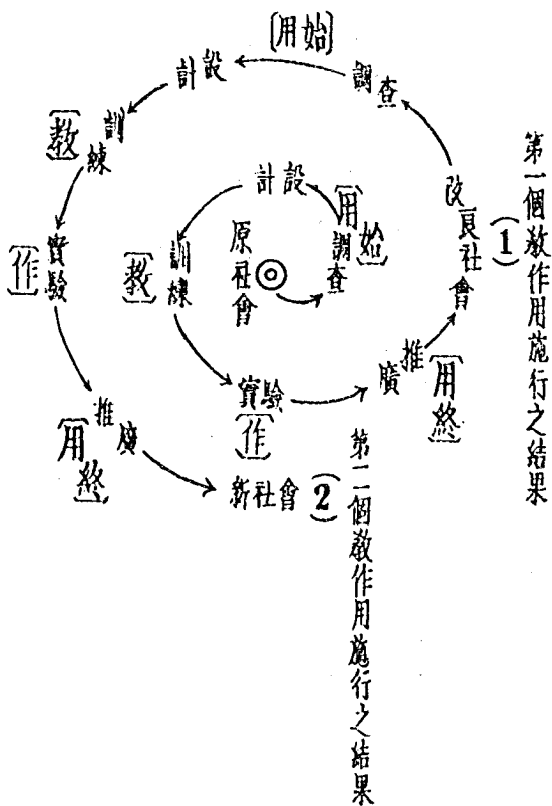 第一個教作用施行之結果
(1)
原社會
調查
[用始]
設計
訓練
[教]
實驗
[作]
推廣
[用終]
改良社會
調查
[用始]
設計
訓練
[教]
實驗
[作]
推廣
[用終]
新社會
(2)
第二個教作用施行之結果